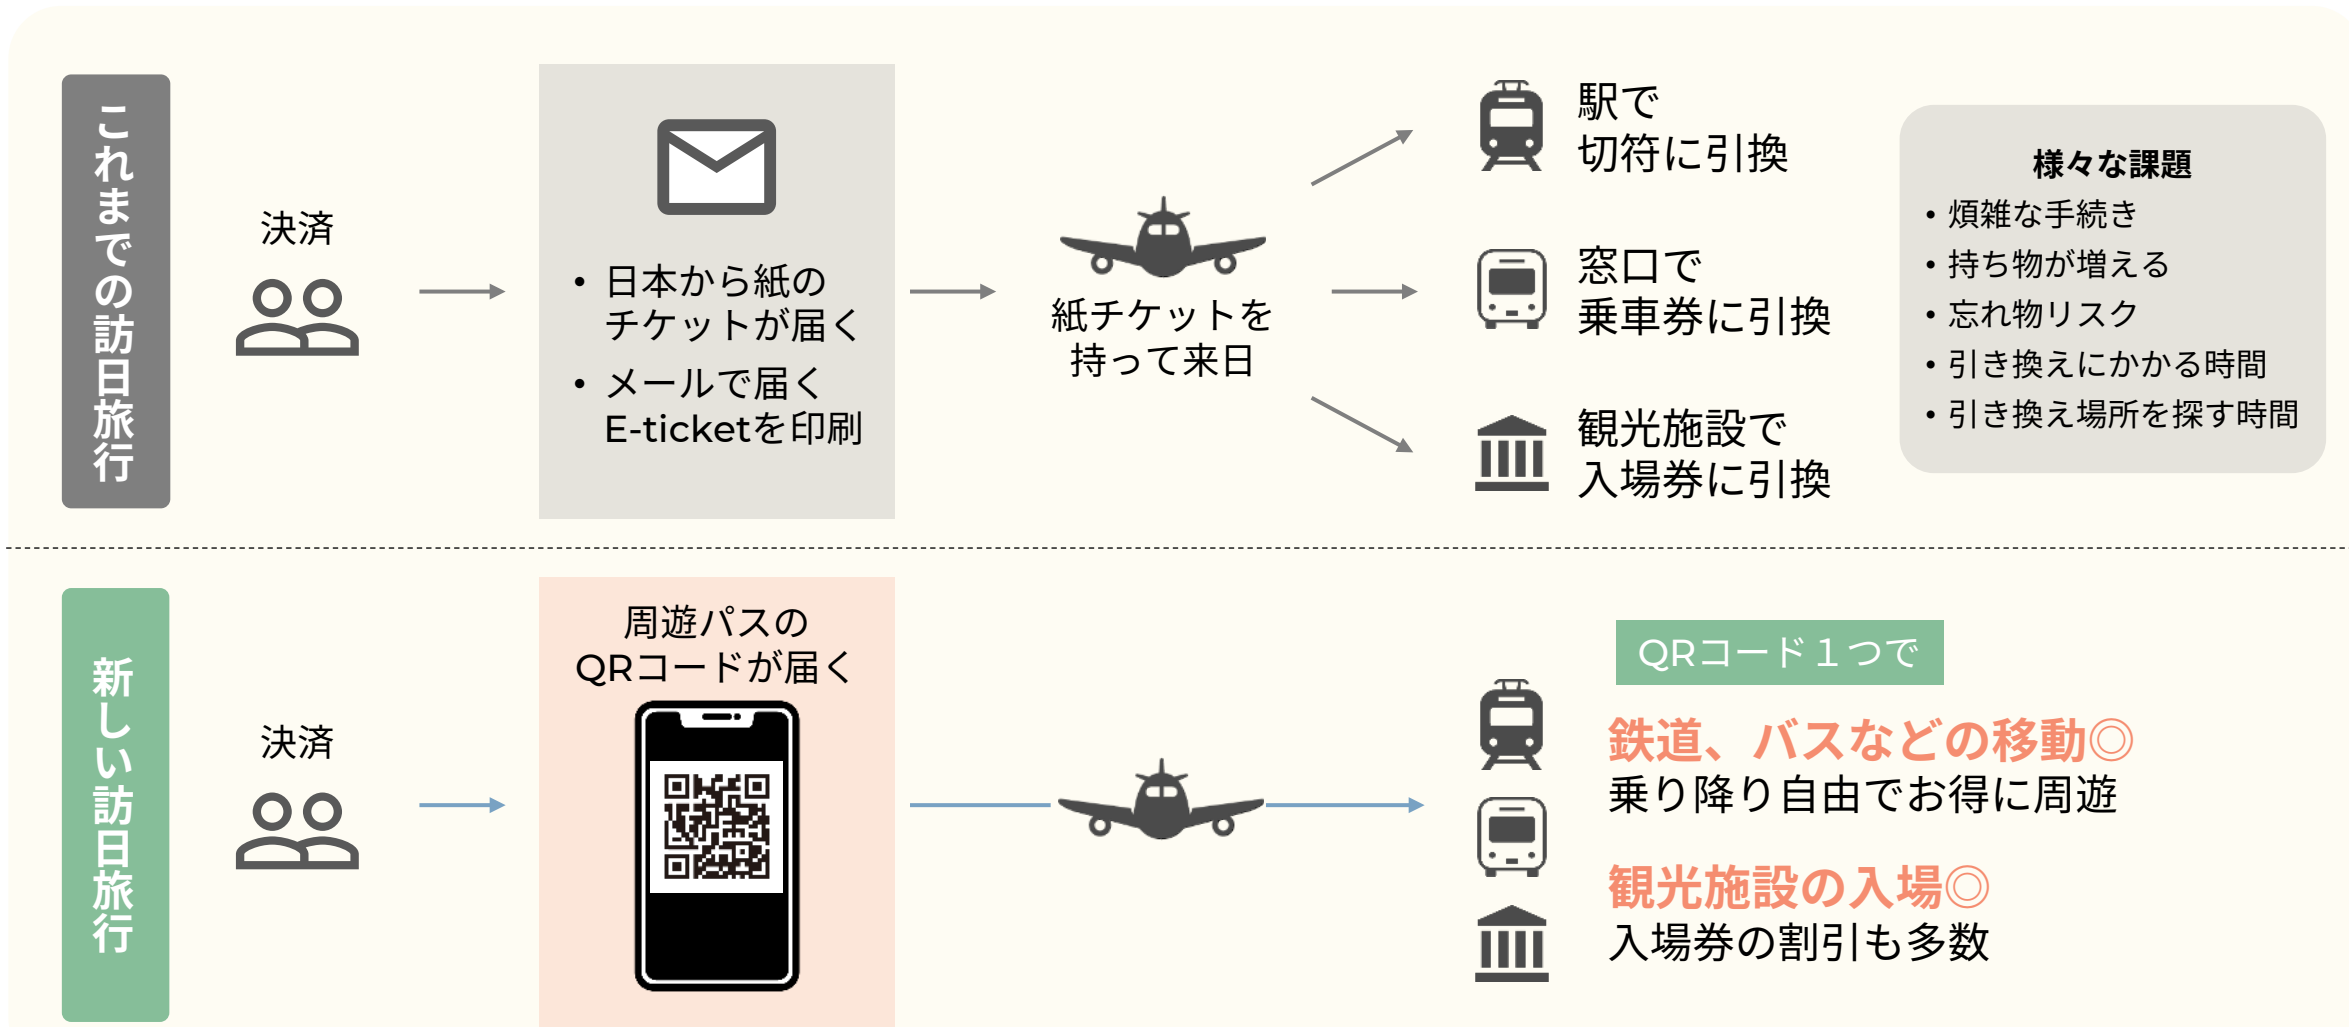 これまでの訪日旅行
決済
• 日本から紙の
チケットが届く
• メールで届く
E-ticketを印刷
紙チケットを
持って来日
駅で
切符に引換
窓口で
乗車券に引換
観光施設で
入場券に引換
様々な課題
• 煩雑な手続き
• 持ち物が増える
• 忘れ物リスク
• 引き換えにかかる時間
• 引き換え場所を探す時間
新しい訪日旅行
決済
周遊パスの
QRコードが届く
QRコード１つで
鉄道、バスなどの移動◎
乗り降り自由でお得に周遊
観光施設の入場◎
入場券の割引も多数